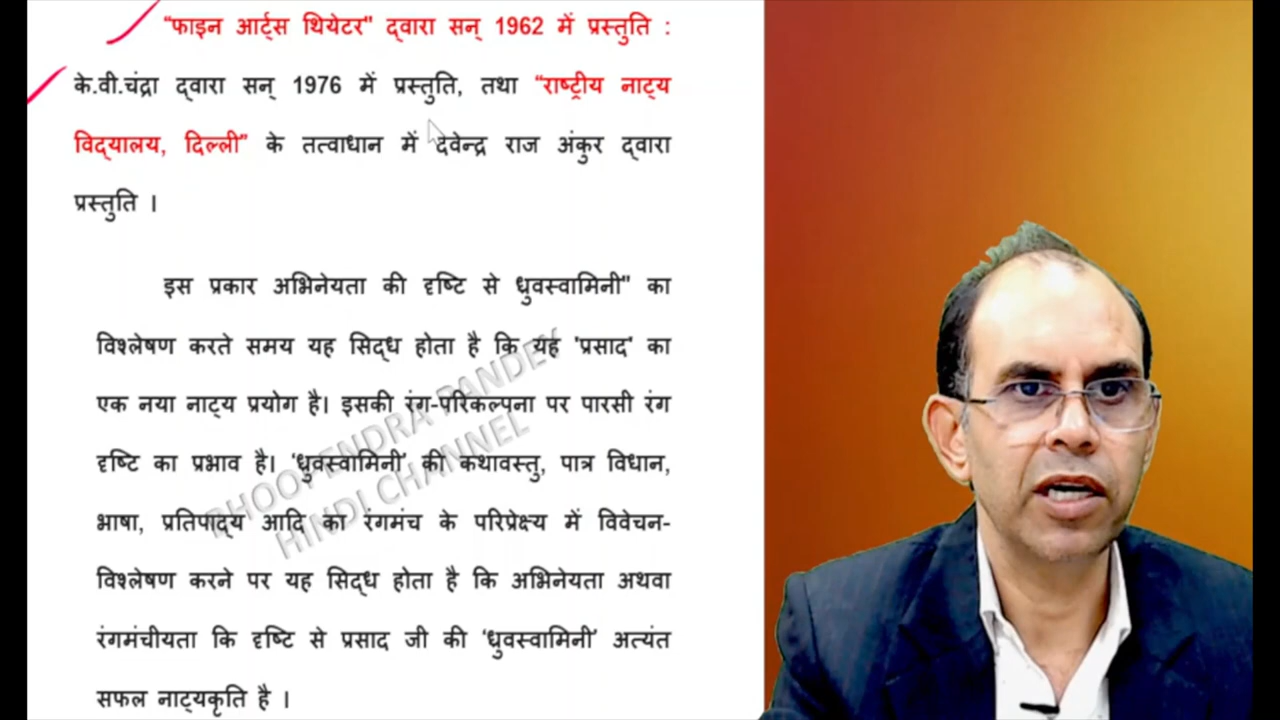 “फाइन आर्ट्स थियेटर" द्वारा सन् 1962 में प्रस्तुति :
के.वी.चंद्रा द्वारा सन् 1976 में प्रस्तुति, तथा “राष्ट्रीय नाट्य
विद्यालय, दिल्ली” के तत्वाधान में देवेन्द्र राज अंकुर द्वारा
प्रस्तुति ।
इस प्रकार अभिनेयता की दृष्टि से ध्रुवस्वामिनी" का
विश्लेषण करते समय यह सिद्ध होता है कि यह 'प्रसाद' का
एक नया नाट्य प्रयोग है। इसकी रंग-परिकल्पना पर पारसी रंग
दृष्टि का प्रभाव है। 'ध्रुवस्वामिनी' की कथावस्तु, पात्र विधान,
भाषा, प्रतिपाद्य आदि का रंगमंच के परिप्रेक्ष्य में विवेचन-
विश्लेषण करने पर यह सिद्ध होता है कि अभिनेयता अथवा
रंगमंचीयता कि दृष्टि से प्रसाद जी की 'ध्रुवस्वामिनी' अत्यंत
सफल नाट्यकृति है ।
BHOOPENDRA PANDEY
HINDI CHANNEL